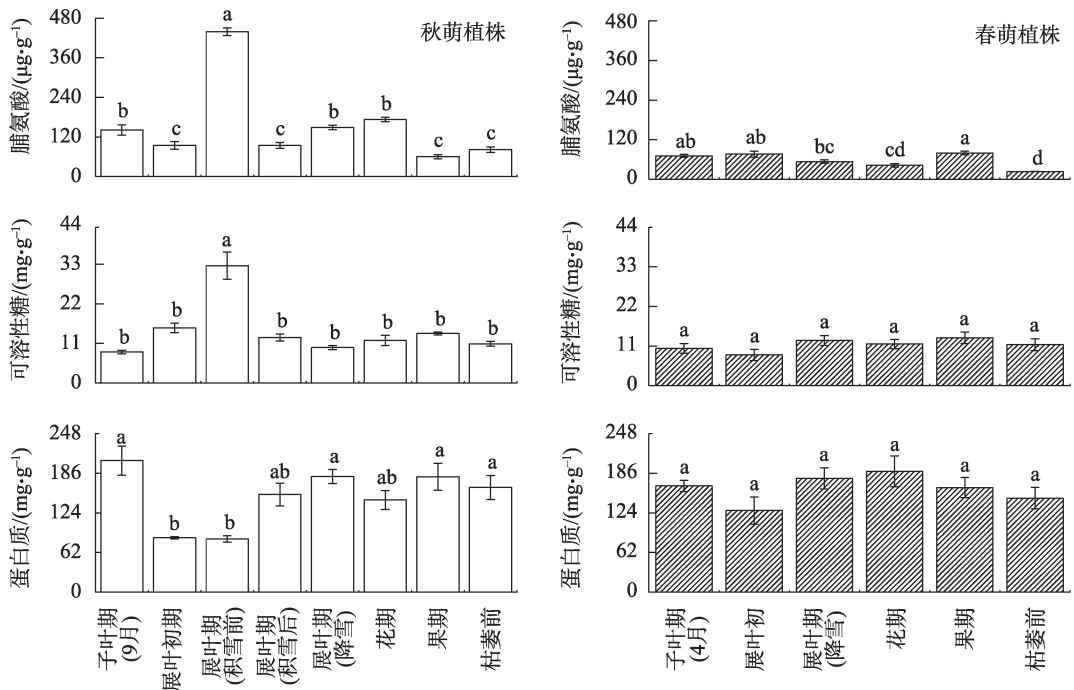 480
360
240
120
0
脯氨酸/(μg•g⁻¹)
秋萌植株
b
c
a
c
b
b
c
c
480
360
240
120
0
脯氨酸/(μg•g⁻¹)
春萌植株
ab
ab
bc
cd
a
d
44
33
22
11
0
可溶性糖/(mg•g⁻¹)
b
b
a
b
b
b
b
b
44
33
22
11
0
可溶性糖/(mg•g⁻¹)
a
a
a
a
a
a
248
186
124
62
0
蛋白质/(mg•g⁻¹)
a
b
b
ab
a
ab
a
a
248
186
124
62
0
蛋白质/(mg•g⁻¹)
a
a
a
a
a
a
子叶期
(9月)
展叶初期
展叶期
(积雪前)
展叶期
(积雪后)
展叶期
(降雪)
花期
果期
枯萎前
子叶期
(4月)
展叶初
展叶期
(降雪)
花期
果期
枯萎前